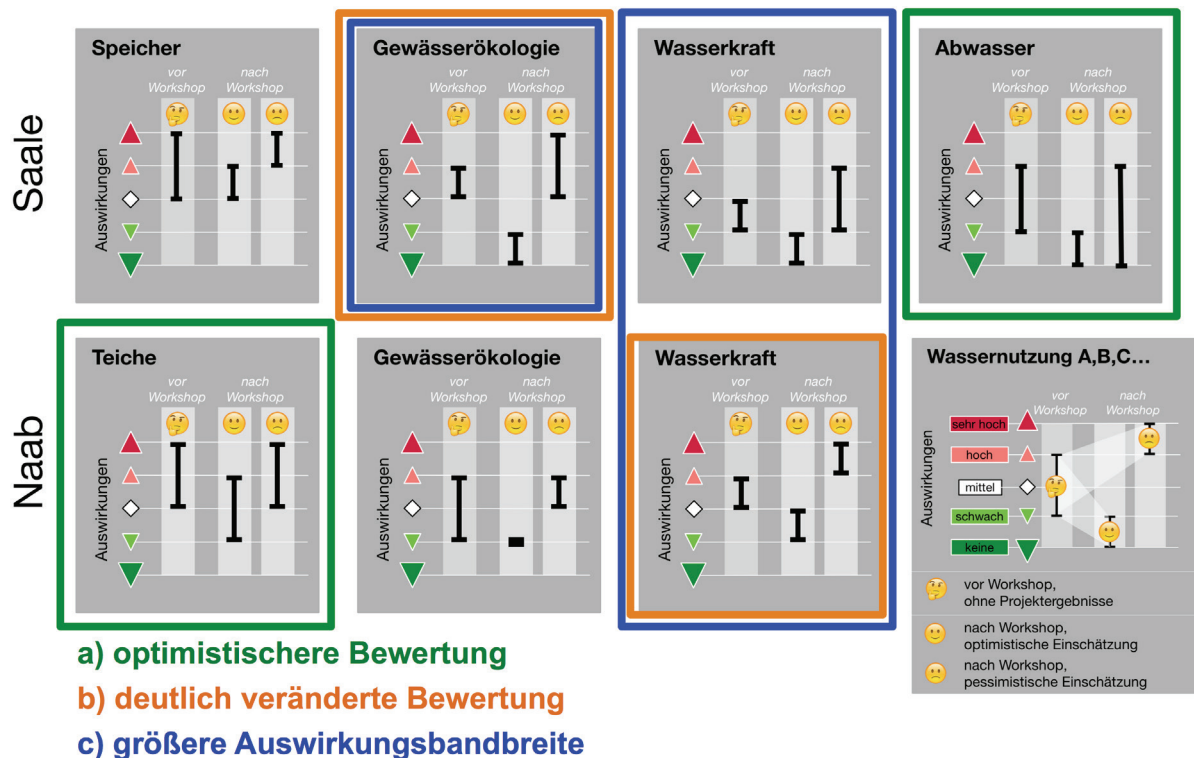 Saale
Speicher
vor
Workshop
nach
Workshop
Auswirkungen
Gewässerökologie
vor
Workshop
nach
Workshop
Auswirkungen
Wasserkraft
vor
Workshop
nach
Workshop
Auswirkungen
Abwasser
vor
Workshop
nach
Workshop
Auswirkungen
Naab
Teiche
vor
Workshop
nach
Workshop
Auswirkungen
Gewässerökologie
vor
Workshop
nach
Workshop
Auswirkungen
Wasserkraft
vor
Workshop
nach
Workshop
Auswirkungen
Wassernutzung A,B,C...
vor
Workshop
nach
Workshop
Auswirkungen
sehr hoch
hoch
mittel
schwach
keine
vor Workshop,
ohne Projektergebnisse
nach Workshop,
optimistische Einschätzung
nach Workshop,
pessimistische Einschätzung
a) optimistischere Bewertung
b) deutlich veränderte Bewertung
c) größere Auswirkungsbandbreite